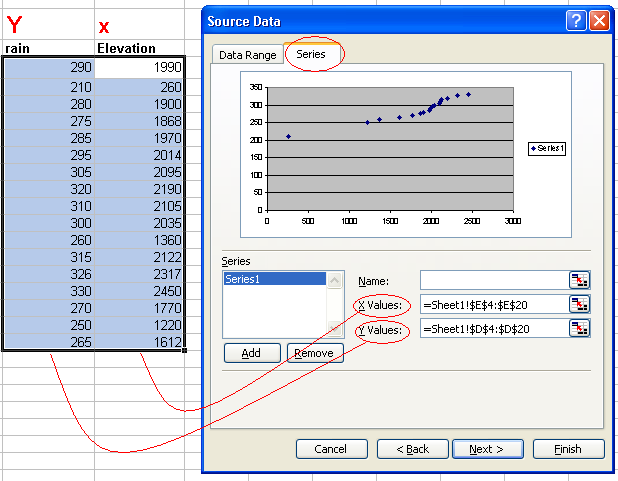 Y x
rain Elevation
290 1990
210 260
280 1900
275 1868
285 1970
295 2014
305 2095
320 2190
310 2105
300 2035
260 1360
315 2122
326 2317
330 2450
270 1770
250 1220
265 1612
Source Data
Data Range Series
350
300
250
200
150
100
50
0
0 500 1000 1500 2000 2500 3000
Series1
Series
Series1
Name:
X Values: =Sheet1!$E$4:$E$20
Y Values: =Sheet1!$D$4:$D$20
Add Remove
Cancel < Back Next > Finish